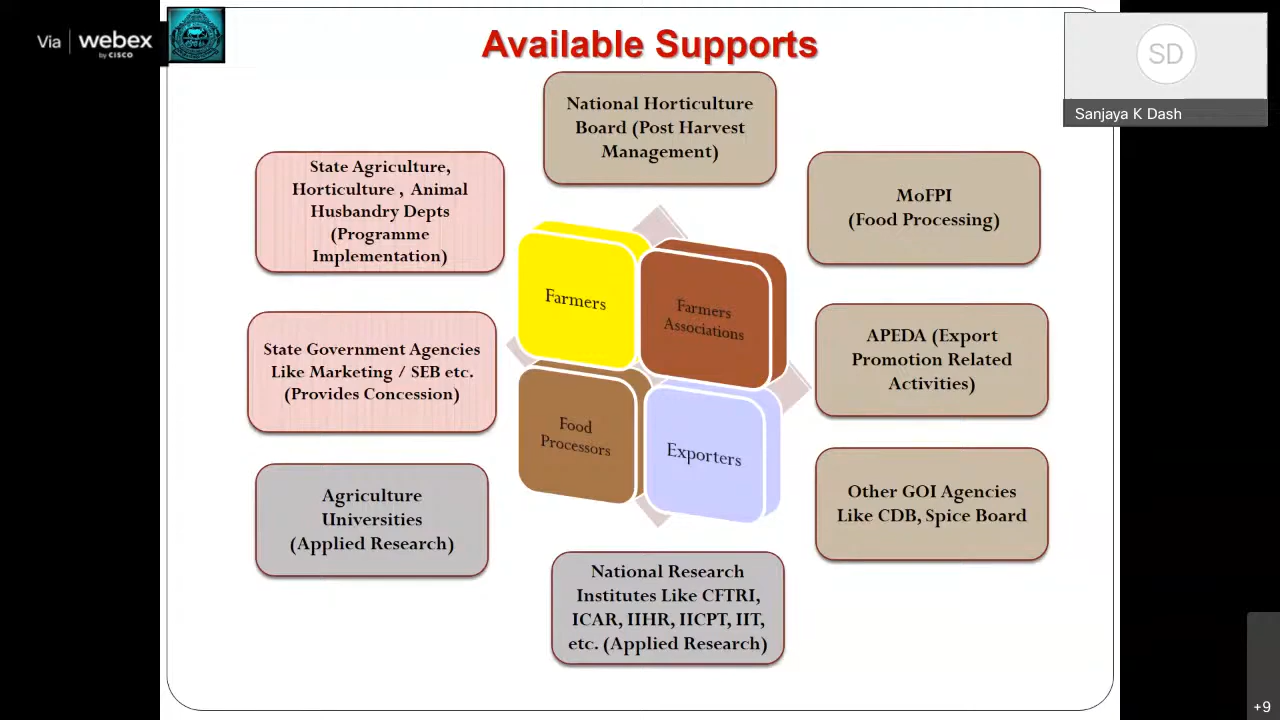 Via webex
by CISCO
Available Supports
SD
Sanjaya K Dash
National Horticulture
Board (Post Harvest
Management)
State Agriculture,
Horticulture , Animal
Husbandry Depts
(Programme
Implementation)
MoFPI
(Food Processing)
Farmers
Farmers
Associations
State Government Agencies
Like Marketing / SEB etc.
(Provides Concession)
APEDA (Export
Promotion Related
Activities)
Food
Processors
Exporters
Agriculture
Universities
(Applied Research)
Other GOI Agencies
Like CDB, Spice Board
National Research
Institutes Like CFTRI,
ICAR, IIHR, IICPT, IIT,
etc. (Applied Research)
+9